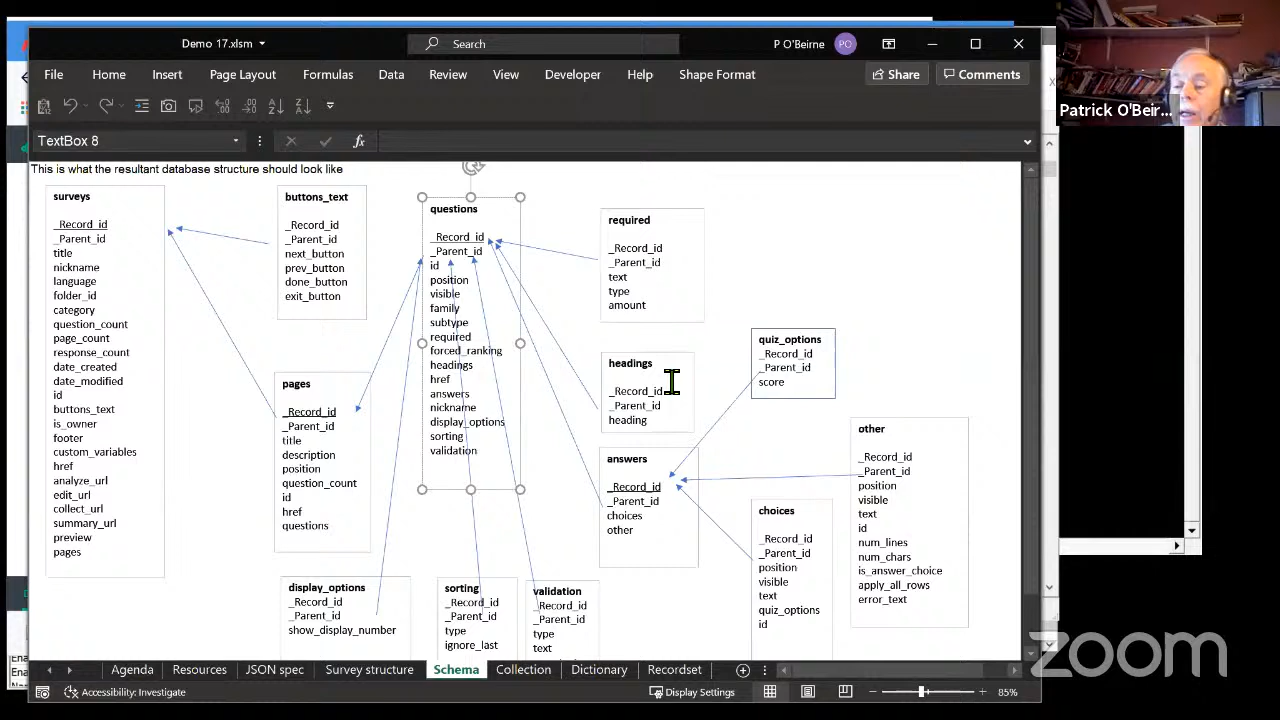 Demo 17.xlsm
Search
P O'Beirne
PO
File Home Insert Page Layout Formulas Data Review View Developer Help Shape Format
Share
Comments
Patrick O'Beir...
TextBox 8
fx
This is what the resultant database structure should look like
surveys
_Record_id
_Parent_id
title
nickname
language
folder_id
category
question_count
page_count
response_count
date_created
date_modified
id
buttons_text
is_owner
footer
custom_variables
href
analyze_url
edit_url
collect_url
summary_url
preview
pages
buttons_text
_Record_id
_Parent_id
next_button
prev_button
done_button
exit_button
pages
_Record_id
_Parent_id
title
description
position
question_count
id
href
questions
display_options
_Record_id
_Parent_id
show_display_number
questions
_Record_id
_Parent_id
id
position
visible
family
subtype
required
forced_ranking
headings
href
answers
nickname
display_options
sorting
validation
sorting
_Record_id
_Parent_id
type
ignore_last
validation
_Record_id
_Parent_id
type
text
required
_Record_id
_Parent_id
text
type
amount
headings
_Record_id
_Parent_id
heading
answers
_Record_id
_Parent_id
choices
other
quiz_options
_Record_id
_Parent_id
score
choices
_Record_id
_Parent_id
position
visible
text
quiz_options
id
other
_Record_id
_Parent_id
position
visible
text
id
num_lines
num_chars
is_answer_choice
apply_all_rows
error_text
Agenda Resources JSON spec Survey structure Schema Collection Dictionary Recordset
Accessibility: Investigate
Display Settings
85%
Ena
Ena
zoom